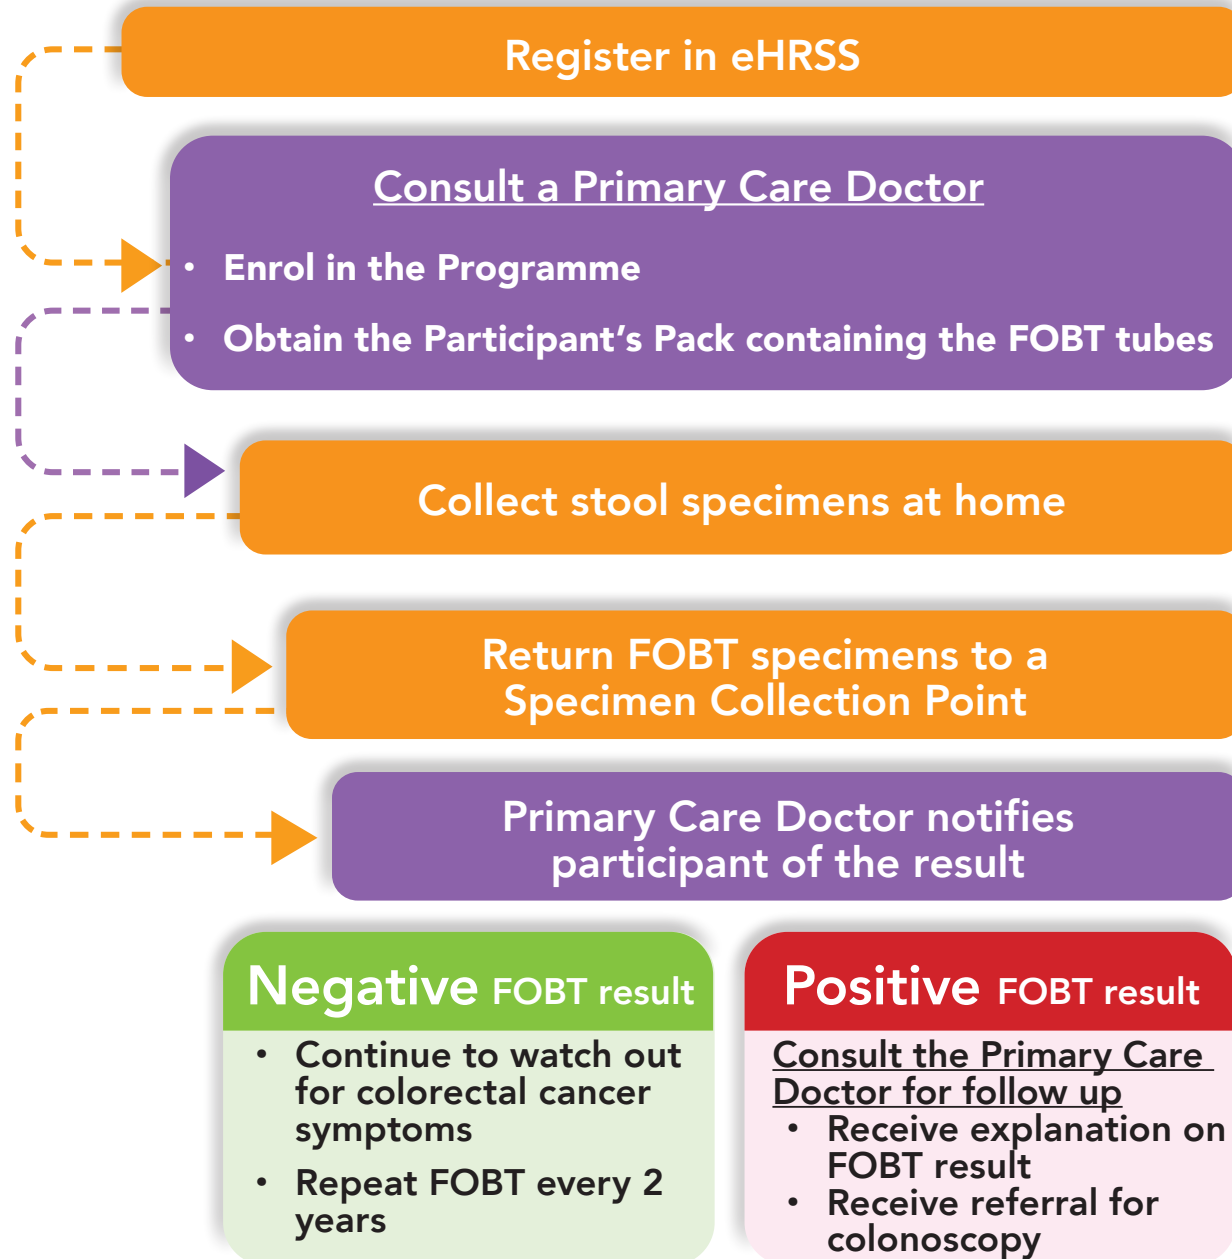 Register in eHRSS
Consult a Primary Care Doctor
• Enrol in the Programme
• Obtain the Participant's Pack containing the FOBT tubes
Collect stool specimens at home
Return FOBT specimens to a
Specimen Collection Point
Primary Care Doctor notifies
participant of the result
Negative FOBT result
• Continue to watch out
for colorectal cancer
symptoms
• Repeat FOBT every 2
years
Positive FOBT result
Consult the Primary Care
Doctor for follow up
• Receive explanation on
FOBT result
• Receive referral for
colonoscopy